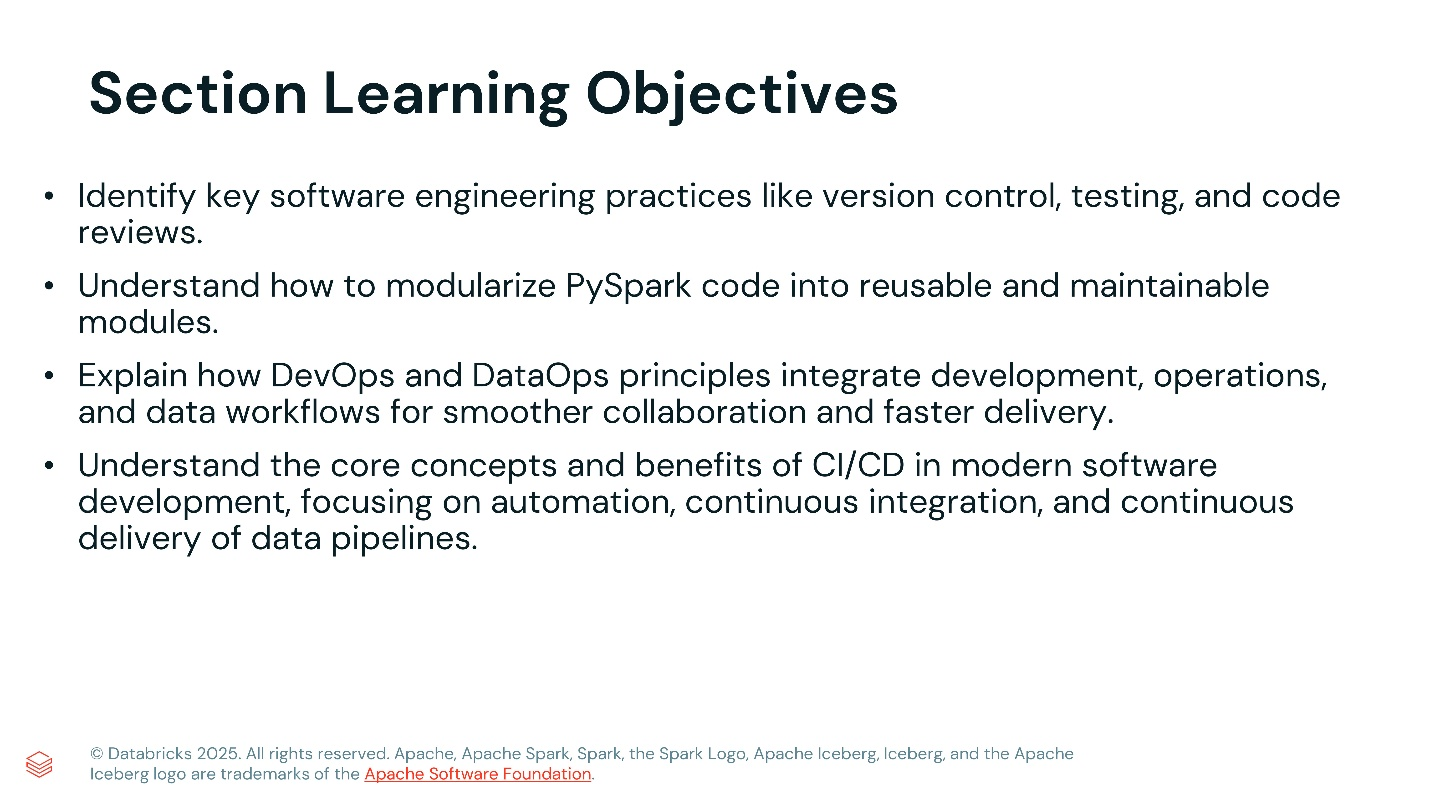 Section Learning Objectives
• Identify key software engineering practices like version control, testing, and code
reviews.
• Understand how to modularize PySpark code into reusable and maintainable
modules.
• Explain how DevOps and DataOps principles integrate development, operations,
and data workflows for smoother collaboration and faster delivery.
• Understand the core concepts and benefits of CI/CD in modern software
development, focusing on automation, continuous integration, and continuous
delivery of data pipelines.
© Databricks 2025. All rights reserved. Apache, Apache Spark, Spark, the Spark Logo, Apache Iceberg, Iceberg, and the Apache
Iceberg logo are trademarks of the Apache Software Foundation.